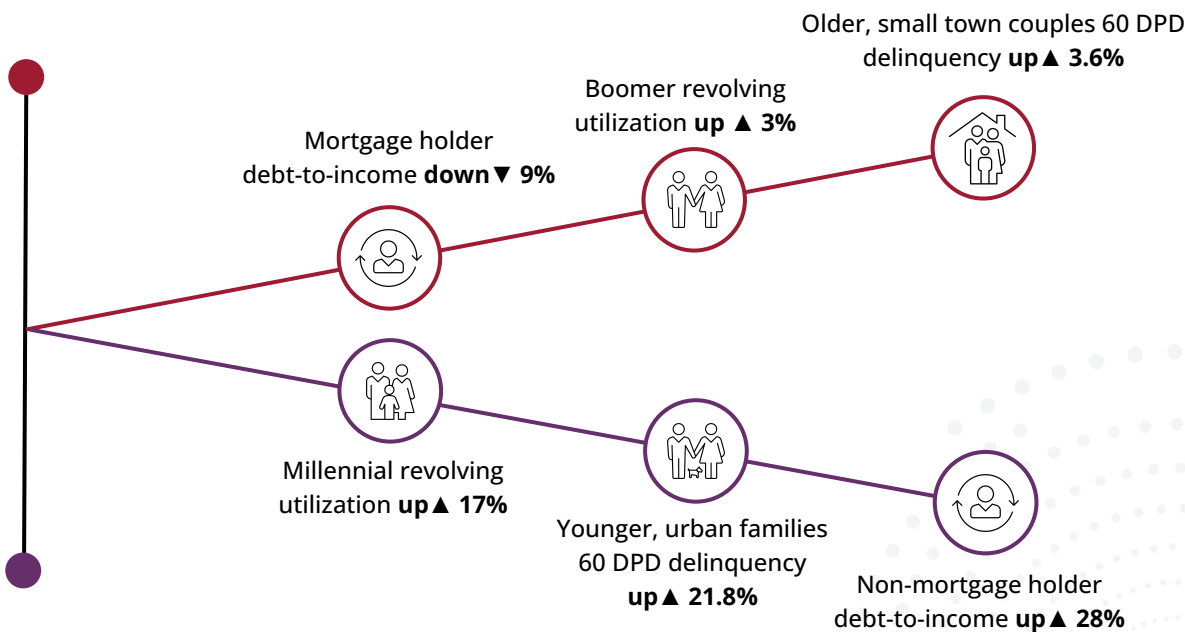 Older, small town couples 60 DPD
delinquency up▲ 3.6%
Boomer revolving
utilization up ▲ 3%
Mortgage holder
debt-to-income down▼ 9%
Millennial revolving
utilization up▲ 17%
Younger, urban families
60 DPD delinquency
up▲ 21.8%
Non-mortgage holder
debt-to-income up▲ 28%